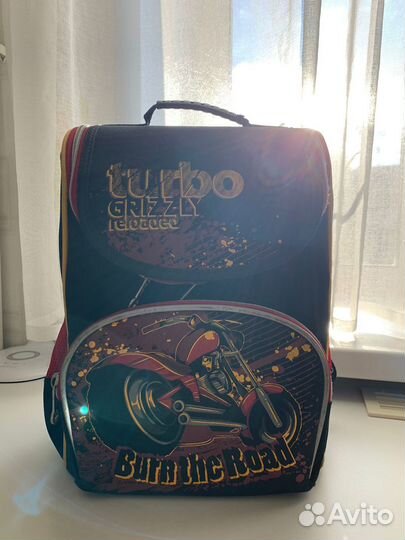 turbo
GRIZZLY
reloaded
Burn the Road
Avito